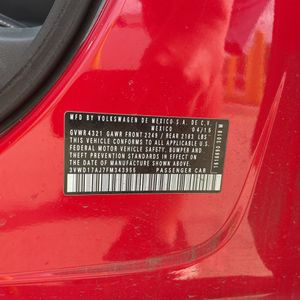 MFD BY VOLKSWAGEN DE MEXICO S.A. DE C.V.
MEXICO 04/15
GVWR 4321 GAWR FRONT 2249 / REAR 2183 LBS
THIS VEHICLE CONFORMS TO ALL APPLICABLE U.S.
FEDERAL MOTOR VEHICLE SAFETY, BUMPER AND
THEFT PREVENTION STANDARDS IN EFFECT ON THE
DATE OF MANUFACTURE SHOWN ABOVE.
3VWD17AJ7FM343955 PASSENGER CAR